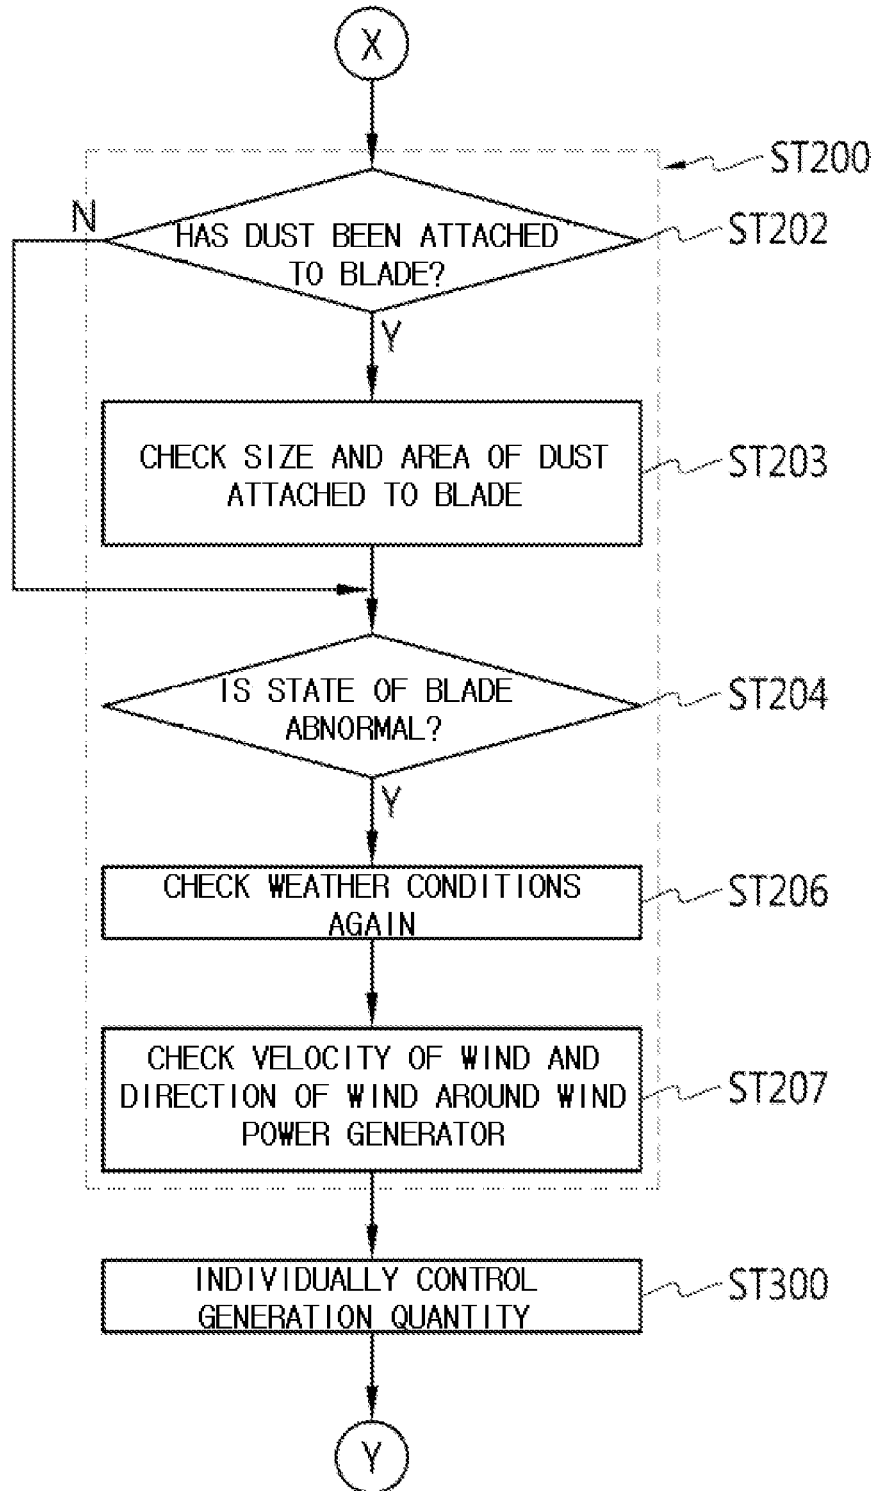 X
ST200
N
HAS DUST BEEN ATTACHED
TO BLADE?
ST202
Y
CHECK SIZE AND AREA OF DUST
ATTACHED TO BLADE
ST203
IS STATE OF BLADE
ABNORMAL?
ST204
Y
CHECK WEATHER CONDITIONS
AGAIN
ST206
CHECK VELOCITY OF WIND AND
DIRECTION OF WIND AROUND WIND
POWER GENERATOR
ST207
INDIVIDUALLY CONTROL
GENERATION QUANTITY
ST300
Y